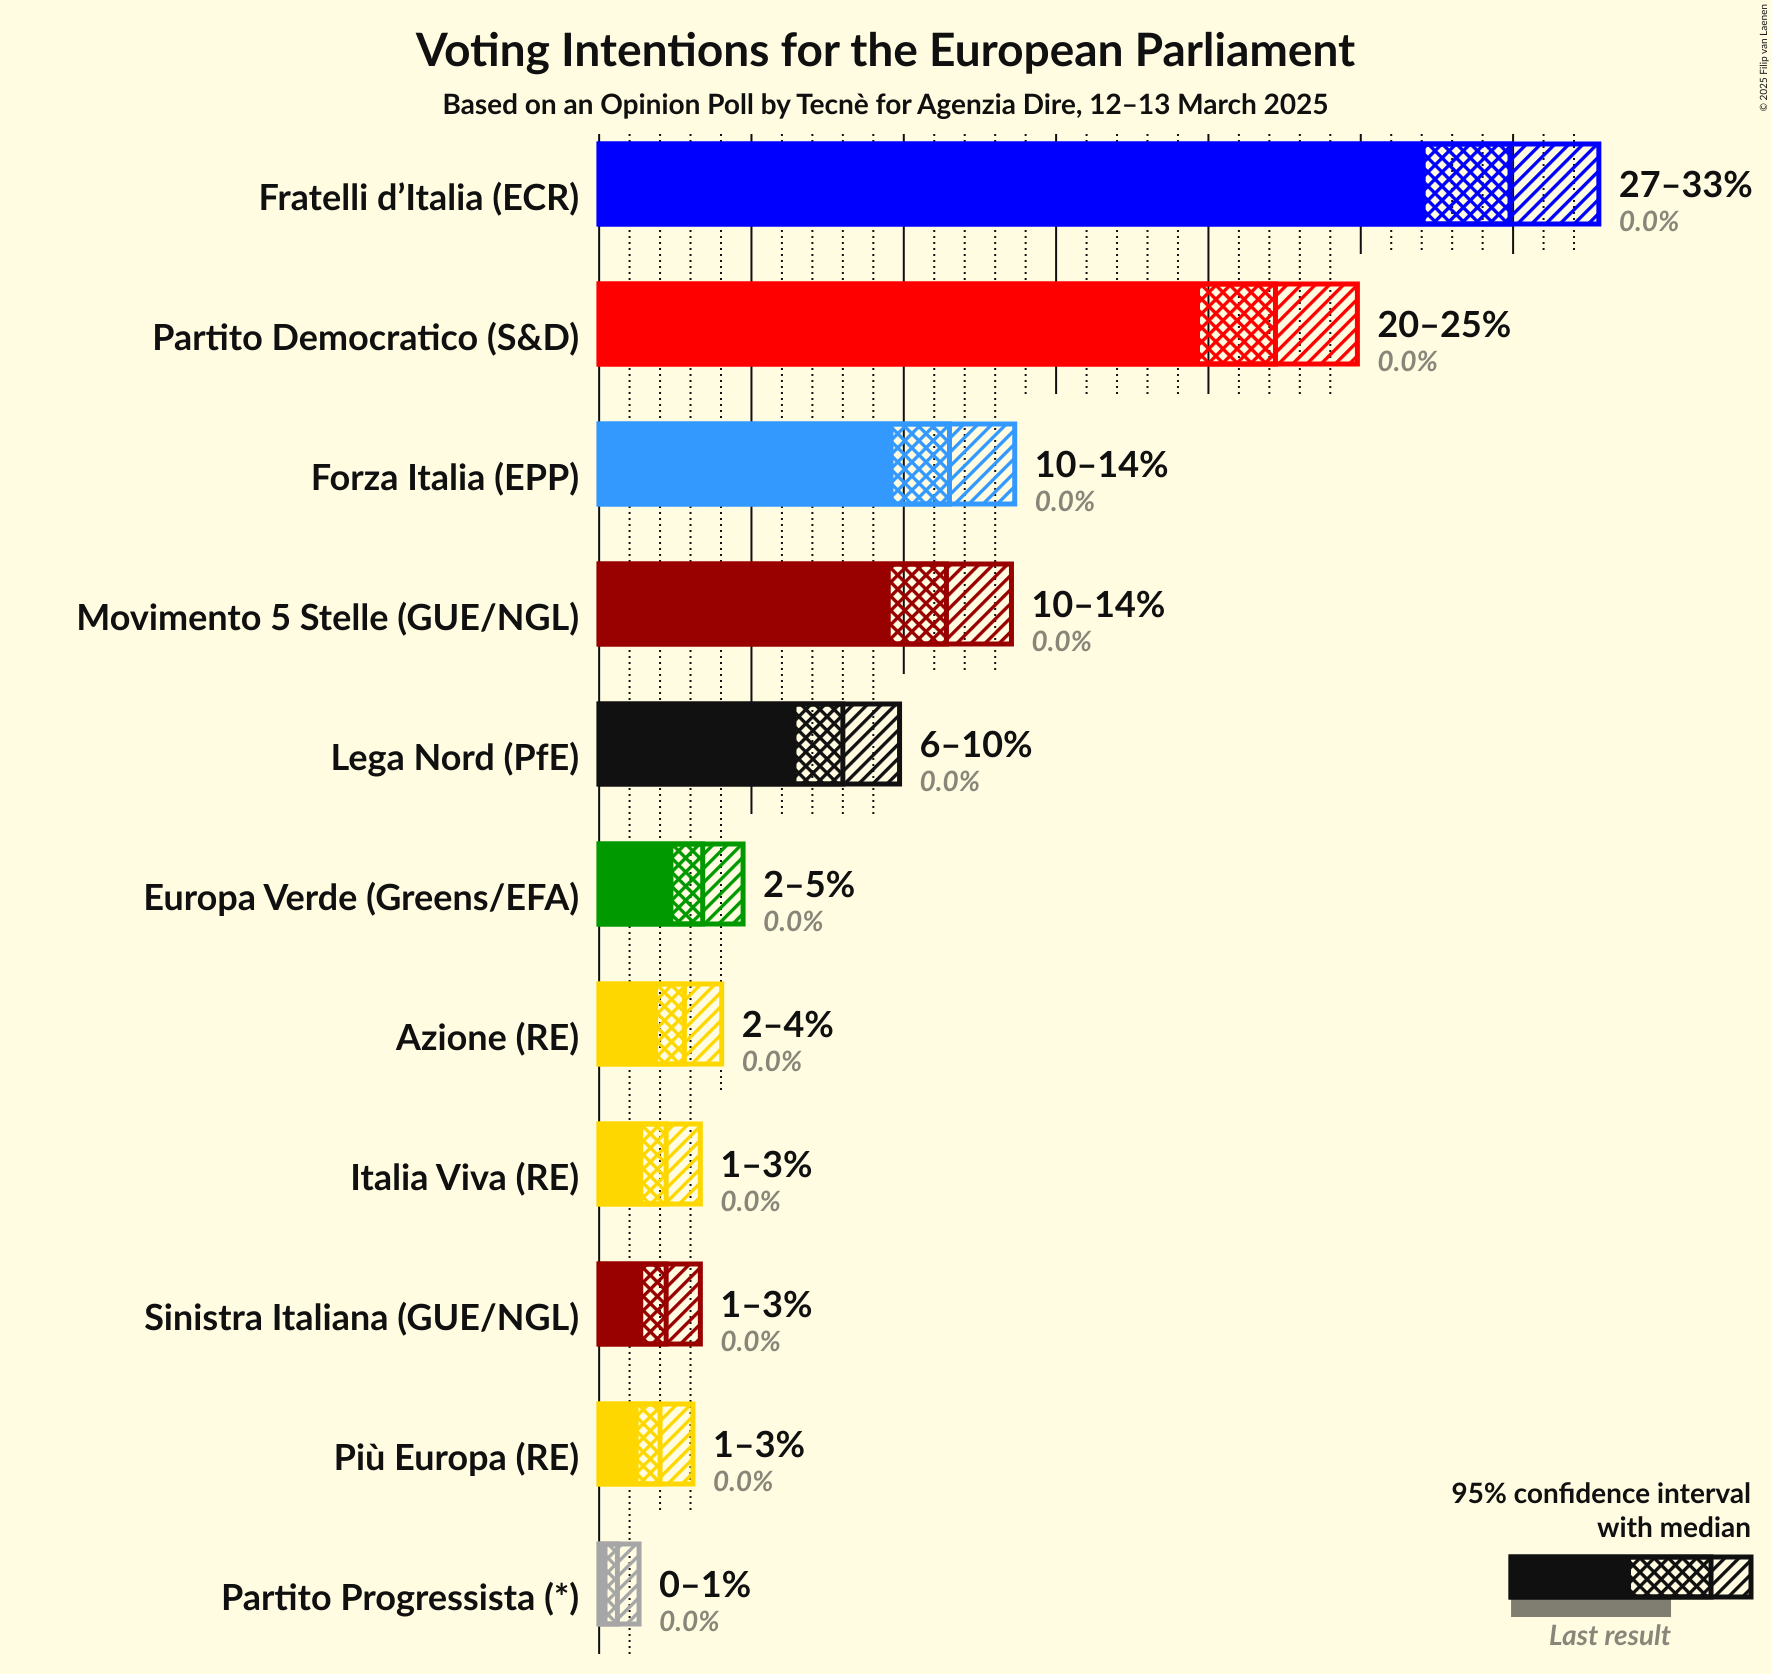 Voting Intentions for the European Parliament
Based on an Opinion Poll by Tecnè for Agenzia Dire, 12–13 March 2025
© 2025 Filip van Laenen
Fratelli d’Italia (ECR)
27–33%
0.0%
Partito Democratico (S&D)
20–25%
0.0%
Forza Italia (EPP)
10–14%
0.0%
Movimento 5 Stelle (GUE/NGL)
10–14%
0.0%
Lega Nord (PfE)
6–10%
0.0%
Europa Verde (Greens/EFA)
2–5%
0.0%
Azione (RE)
2–4%
0.0%
Italia Viva (RE)
1–3%
0.0%
Sinistra Italiana (GUE/NGL)
1–3%
0.0%
Più Europa (RE)
1–3%
0.0%
Partito Progressista (*)
0–1%
0.0%
95% confidence interval
with median
Last result